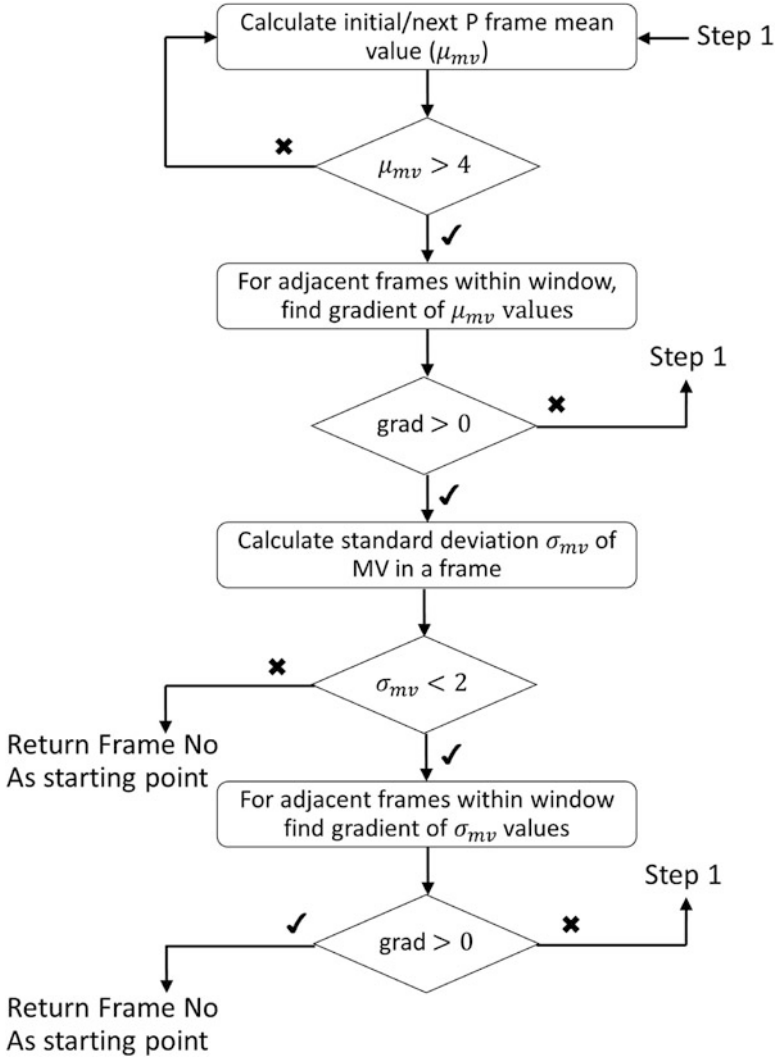 Calculate initial/next P frame mean
value (μmv)
Step 1
✖
μmv > 4
✓
For adjacent frames within window,
find gradient of μmv values
Step 1
grad > 0
✖
✓
Calculate standard deviation σmv of
MV in a frame
✖
σmv < 2
Return Frame No
As starting point
✓
For adjacent frames within window
find gradient of σmv values
Step 1
✓
grad > 0
✖
Return Frame No
As starting point